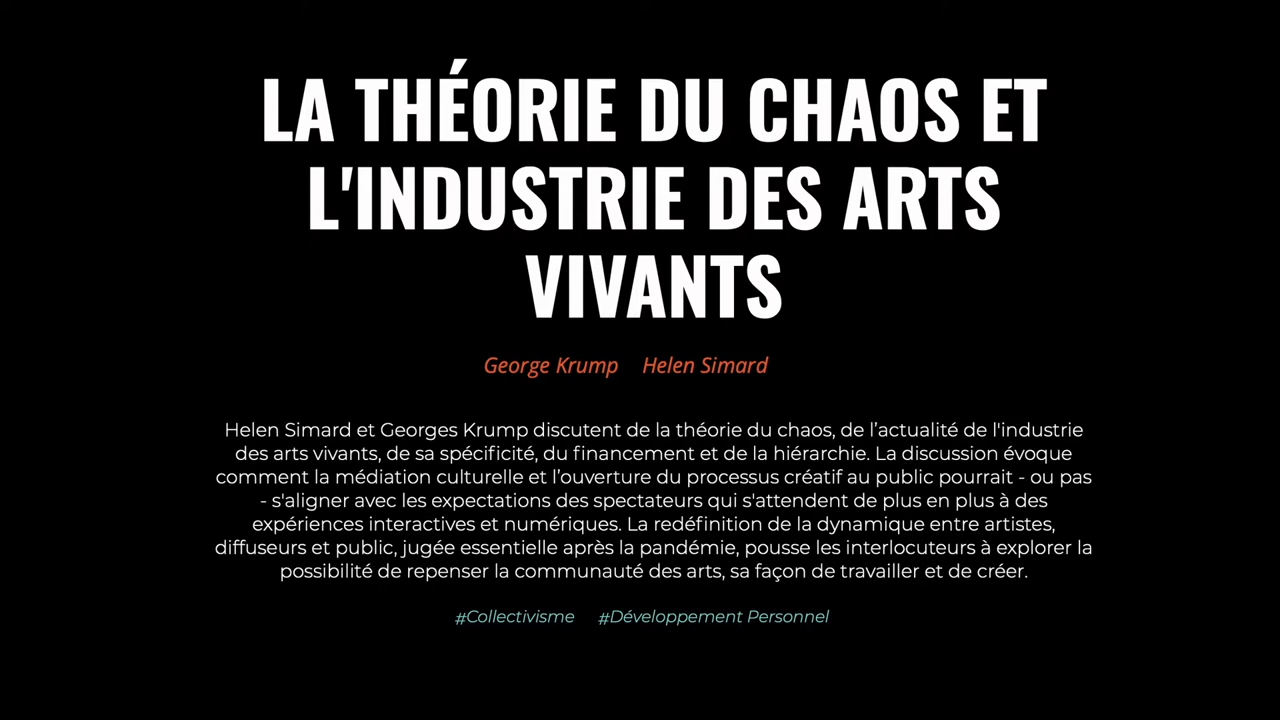 LA THÉORIE DU CHAOS ET
L'INDUSTRIE DES ARTS
VIVANTS
George Krump Helen Simard
Helen Simard et Georges Krump discutent de la théorie du chaos, de l’actualité de l'industrie
des arts vivants, de sa spécificité, du financement et de la hiérarchie. La discussion évoque
comment la médiation culturelle et l’ouverture du processus créatif au public pourrait - ou pas
- s'aligner avec les expectations des spectateurs qui s'attendent de plus en plus à des
expériences interactives et numériques. La redéfinition de la dynamique entre artistes,
diffuseurs et public, jugée essentielle après la pandémie, pousse les interlocuteurs à explorer la
possibilité de repenser la communauté des arts, sa façon de travailler et de créer.
#Collectivisme #Développement Personnel